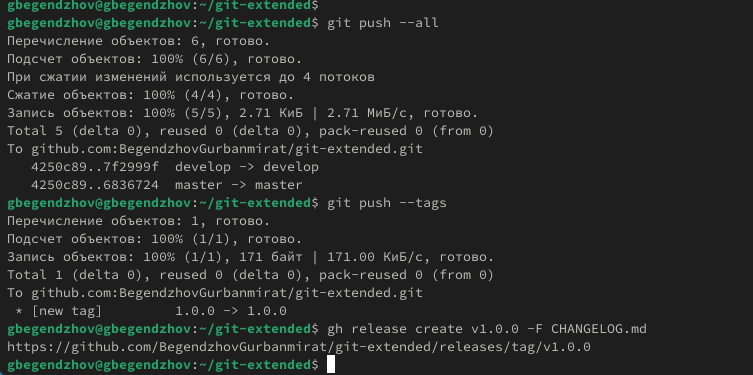 gbegendzhov@gbegendzhov:~/git-extended$
gbegendzhov@gbegendzhov:~/git-extended$ git push --all
Перечисление объектов: 6, готово.
Подсчет объектов: 100% (6/6), готово.
При сжатии изменений используется до 4 потоков
Сжатие объектов: 100% (4/4), готово.
Запись объектов: 100% (5/5), 2.71 КиБ | 2.71 МиБ/с, готово.
Total 5 (delta 0), reused 0 (delta 0), pack-reused 0 (from 0)
To github.com:BegendzhovGurbanmirat/git-extended.git
   4250c89..7f2999f  develop -> develop
   4250c89..6836724  master -> master
gbegendzhov@gbegendzhov:~/git-extended$ git push --tags
Перечисление объектов: 1, готово.
Подсчет объектов: 100% (1/1), готово.
Запись объектов: 100% (1/1), 171 байт | 171.00 КиБ/с, готово.
Total 1 (delta 0), reused 0 (delta 0), pack-reused 0 (from 0)
To github.com:BegendzhovGurbanmirat/git-extended.git
 * [new tag]         1.0.0 -> 1.0.0
gbegendzhov@gbegendzhov:~/git-extended$ gh release create v1.0.0 -F CHANGELOG.md
https://github.com/BegendzhovGurbanmirat/git-extended/releases/tag/v1.0.0
gbegendzhov@gbegendzhov:~/git-extended$